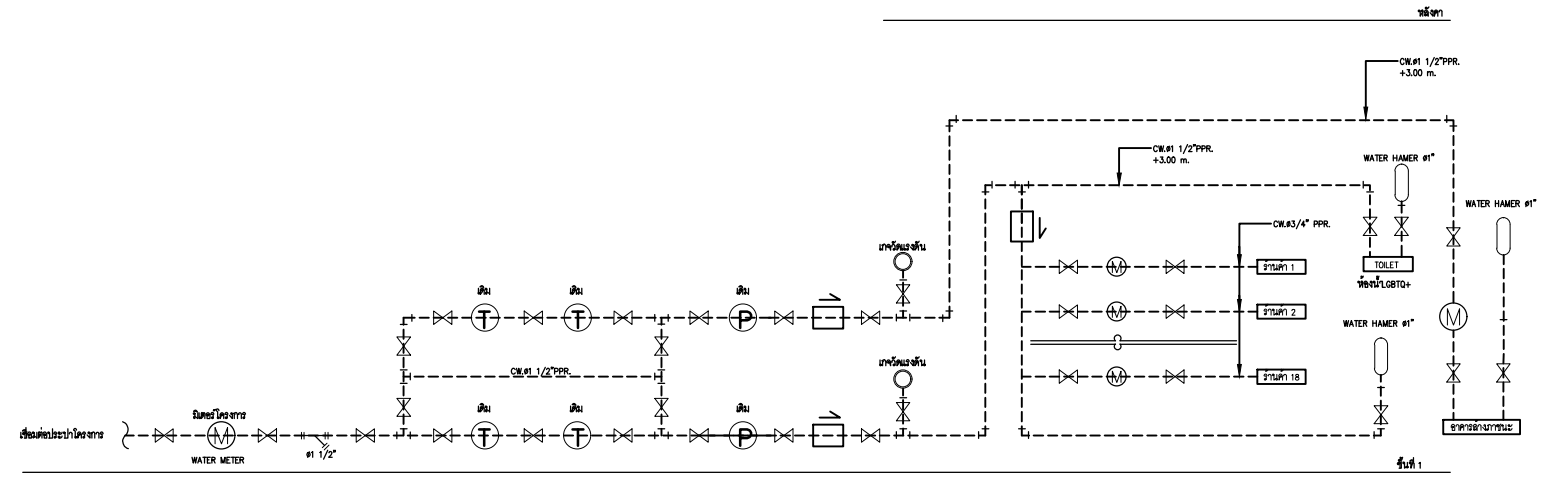 หลังคา
CW.ø1 1/2"PPR.
+3.00 m.
CW.ø1 1/2"PPR.
+3.00 m.
WATER HAMER ø1"
WATER HAMER ø1"
CW.ø3/4" PPR.
เกจวัดแรงดัน
ร้านค้า 1
TOILET
ห้องน้ำLGBTQ+
เดิม
เดิม
เดิม
T
T
P
M
M
ร้านค้า 2
M
WATER HAMER ø1"
เกจวัดแรงดัน
CW.ø1 1/2"PPR.
M
ร้านค้า 18
มิเตอร์โครงการ
เดิม
เดิม
เดิม
เชื่อมต่อประปาโครงการ
M
T
T
P
อาคารล้างภาชนะ
WATER METER
ø1 1/2"
ชั้นที่ 1